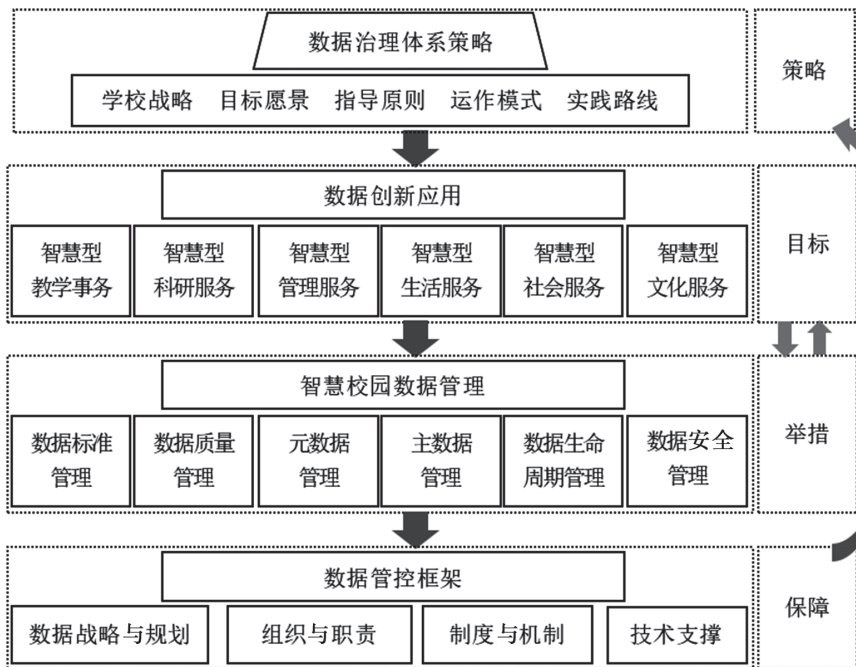 数据治理体系策略
学校战略 目标愿景 指导原则 运作模式 实践路线
策略
数据创新应用
智慧型
教学事务
智慧型
科研服务
智慧型
管理服务
智慧型
生活服务
智慧型
社会服务
智慧型
文化服务
目标
智慧校园数据管理
数据标准
管理
数据质量
管理
元数据
管理
主数据
管理
数据生命
周期管理
数据安全
管理
举措
数据管控框架
数据战略与规划
组织与职责
制度与机制
技术支撑
保障